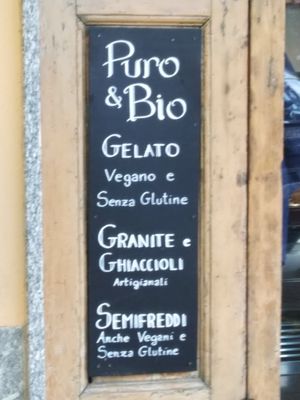 Puro
& Bio
GELATO
Vegano e
Senza Glutine
GRANITE e
GHIACCIOLI
Artigianali
SEMIFREDDI
Anche Vegani e
Senza Glutine